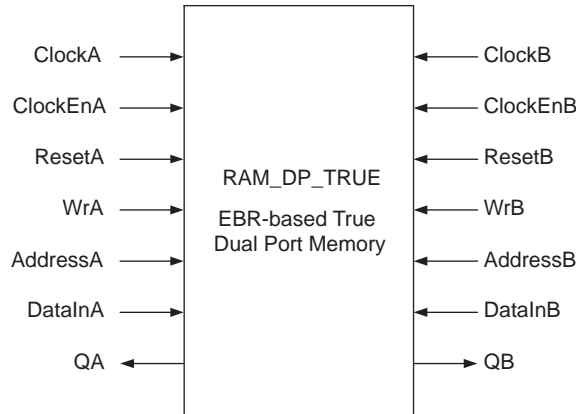 ClockA
ClockEnA
ResetA
WrA
AddressA
DataInA
QA
RAM_DP_TRUE
EBR-based True
Dual Port Memory
ClockB
ClockEnB
ResetB
WrB
AddressB
DataInB
QB